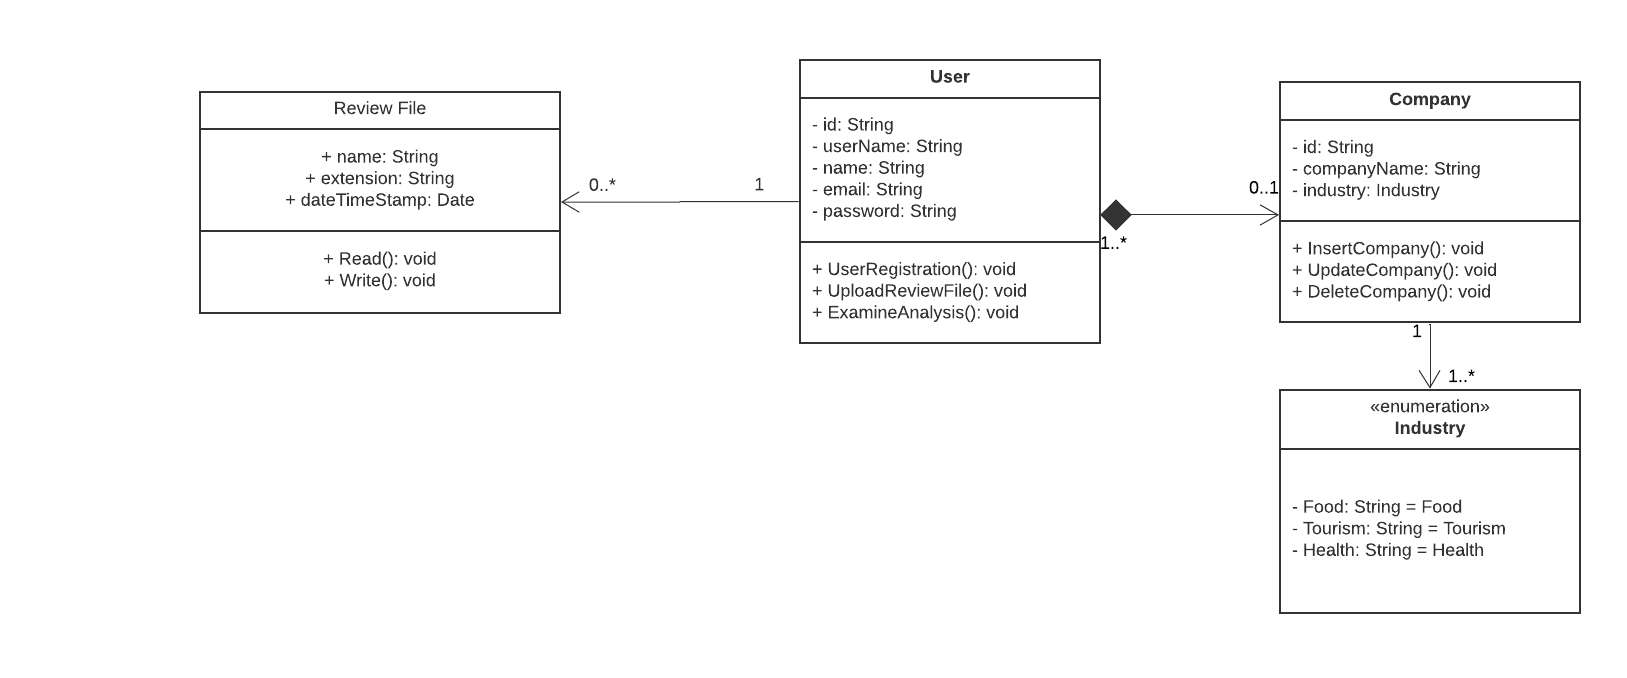 Review File
+ name: String
+ extension: String
+ dateTimeStamp: Date
+ Read(): void
+ Write(): void
0..*
1
User
- id: String
- userName: String
- name: String
- email: String
- password: String
+ UserRegistration(): void
+ UploadReviewFile(): void
+ ExamineAnalysis(): void
1..*
0..1
Company
- id: String
- companyName: String
- industry: Industry
+ InsertCompany(): void
+ UpdateCompany(): void
+ DeleteCompany(): void
1
1..*
«enumeration»
Industry
- Food: String = Food
- Tourism: String = Tourism
- Health: String = Health